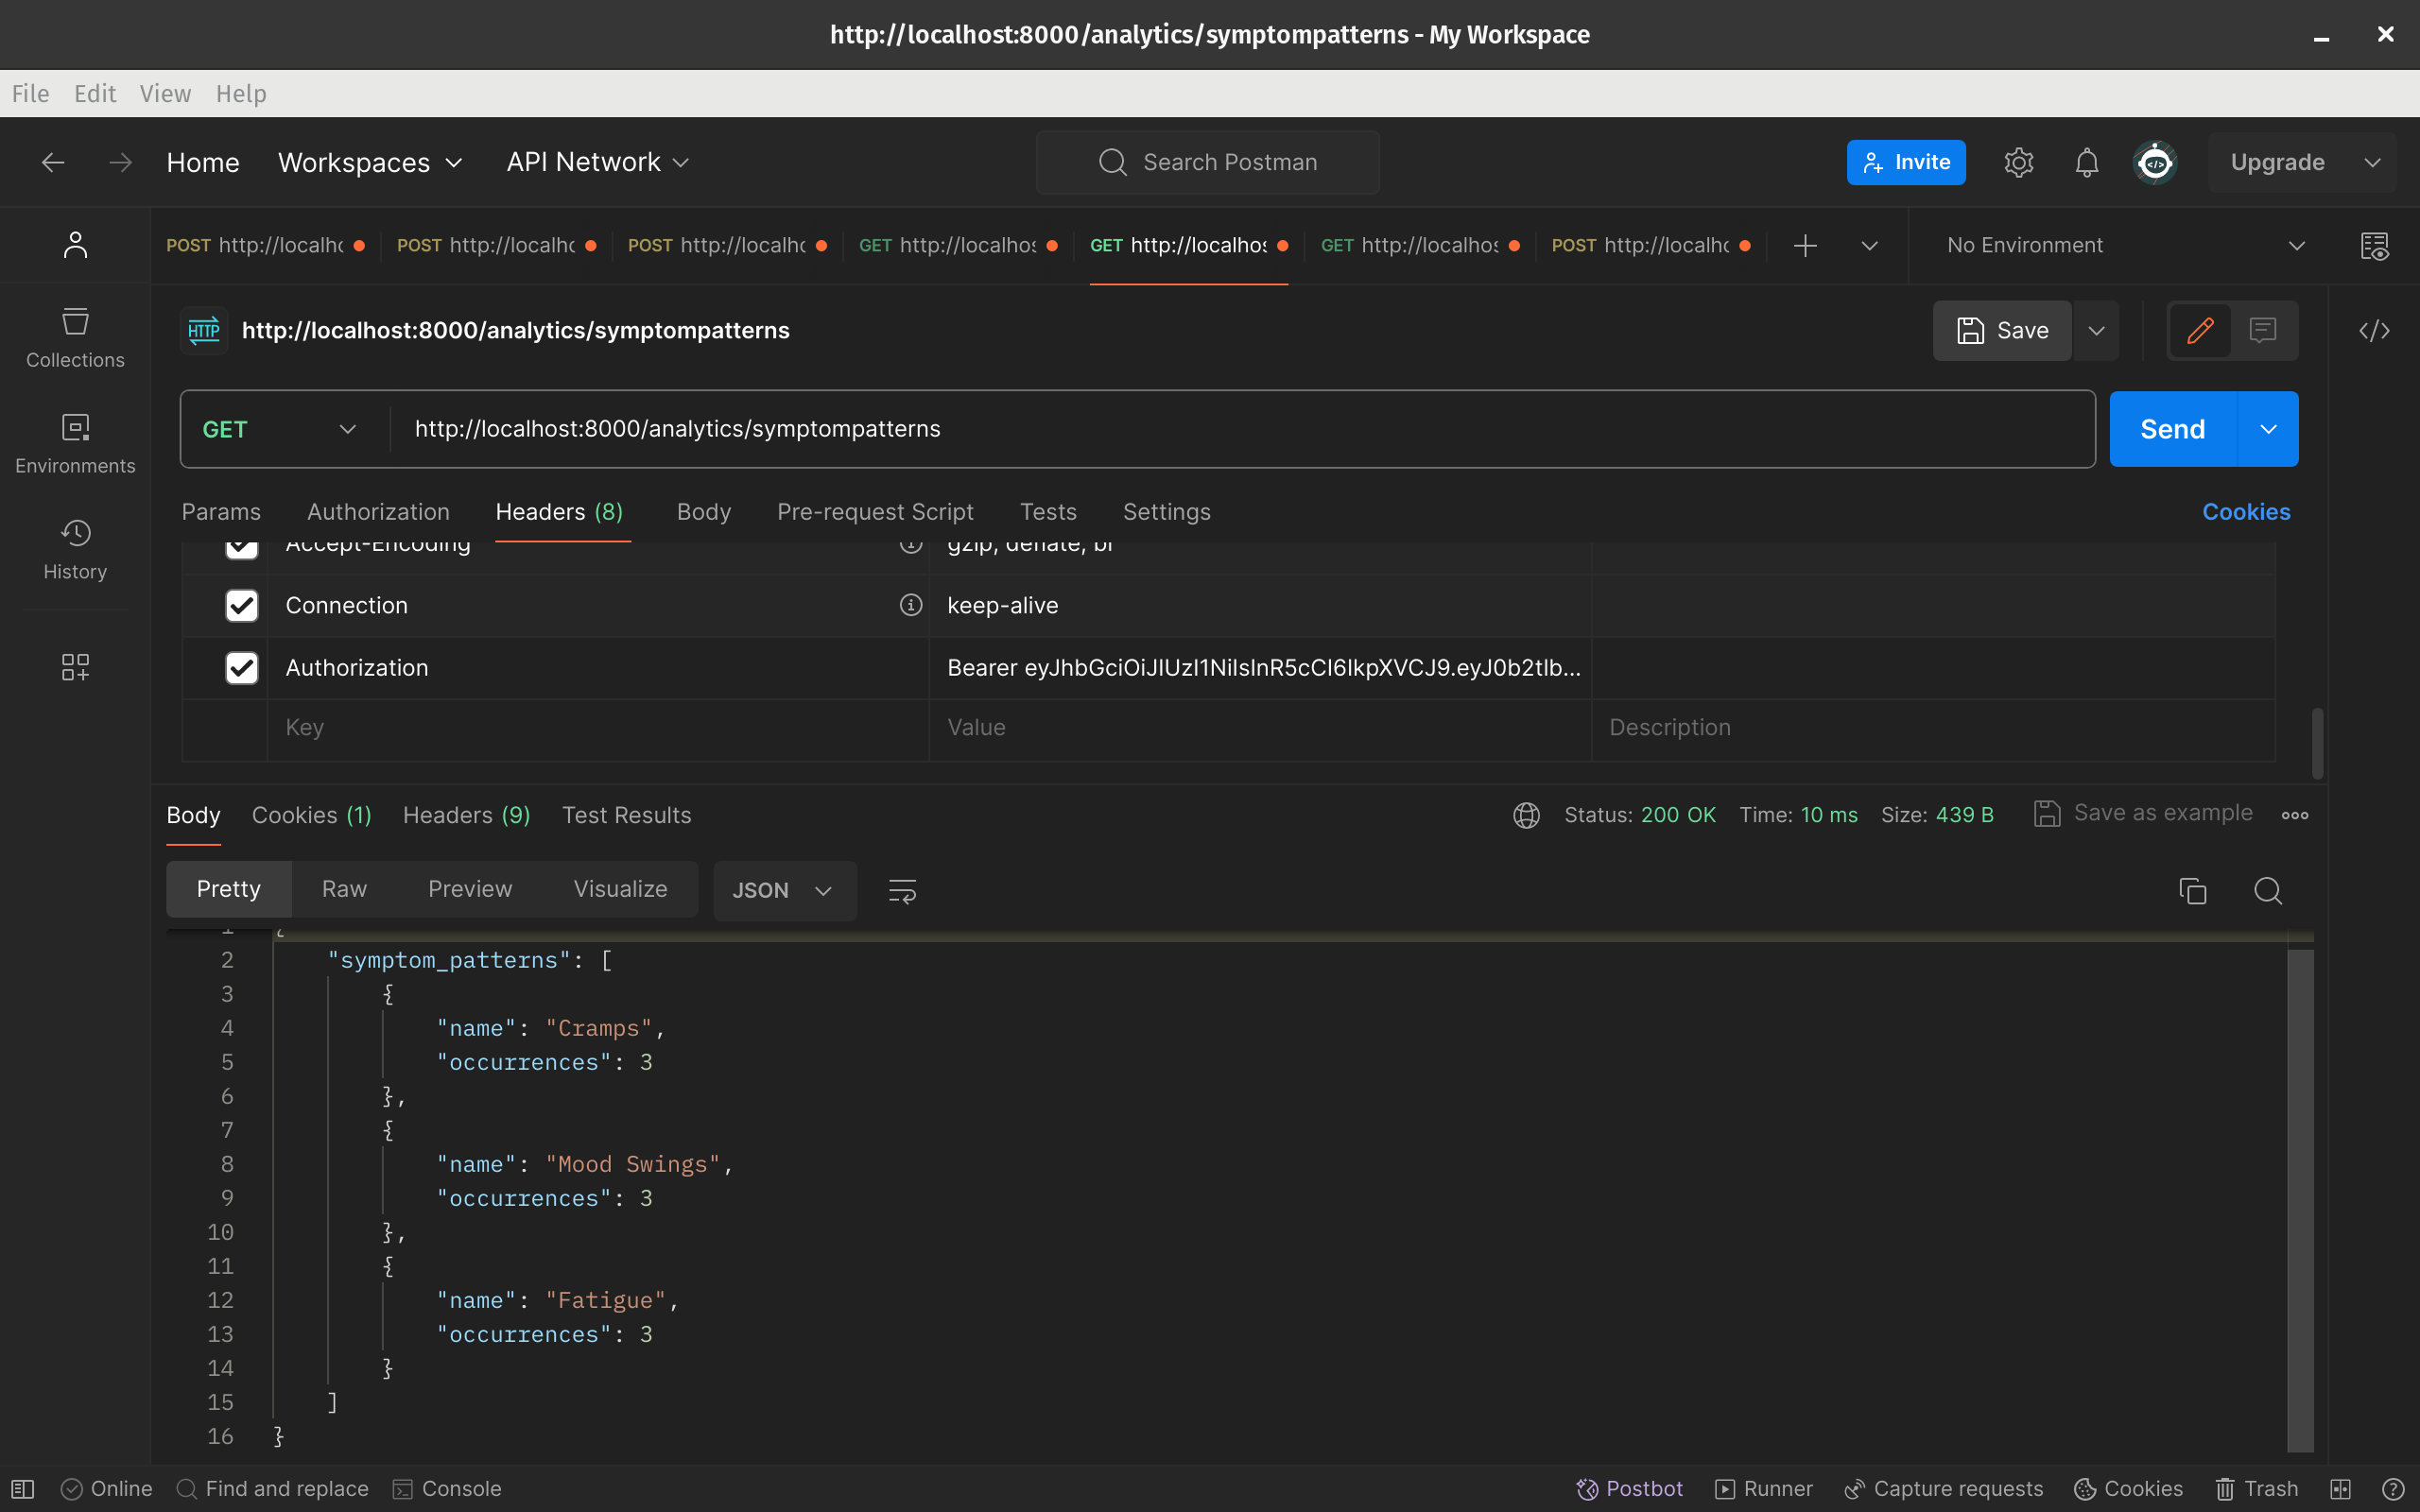 http://localhost:8000/analytics/symptompatterns - My Workspace
File Edit View Help
Home Workspaces API Network Search Postman Invite Upgrade
POST http://localhc POST http://localhc POST http://localhc GET http://localhos GET http://localhos GET http://localhos POST http://localhc No Environment
HTTP http://localhost:8000/analytics/symptompatterns Save
Collections
GET http://localhost:8000/analytics/symptompatterns Send
Environments
Params Authorization Headers (8) Body Pre-request Script Tests Settings Cookies
Accept-Encoding gzip, deflate, br
History
Connection keep-alive
Authorization Bearer eyJhbGciOiJIUzI1NiIsInR5cCI6IkpXVCJ9.eyJ0b2tlb...
Key Value Description
Body Cookies (1) Headers (9) Test Results Status: 200 OK Time: 10 ms Size: 439 B Save as example
Pretty Raw Preview Visualize JSON
1 {
2 "symptom_patterns": [
3 {
4 "name": "Cramps",
5 "occurrences": 3
6 },
7 {
8 "name": "Mood Swings",
9 "occurrences": 3
10 },
11 {
12 "name": "Fatigue",
13 "occurrences": 3
14 }
15 ]
16 }
Online Find and replace Console Postbot Runner Capture requests Cookies Trash